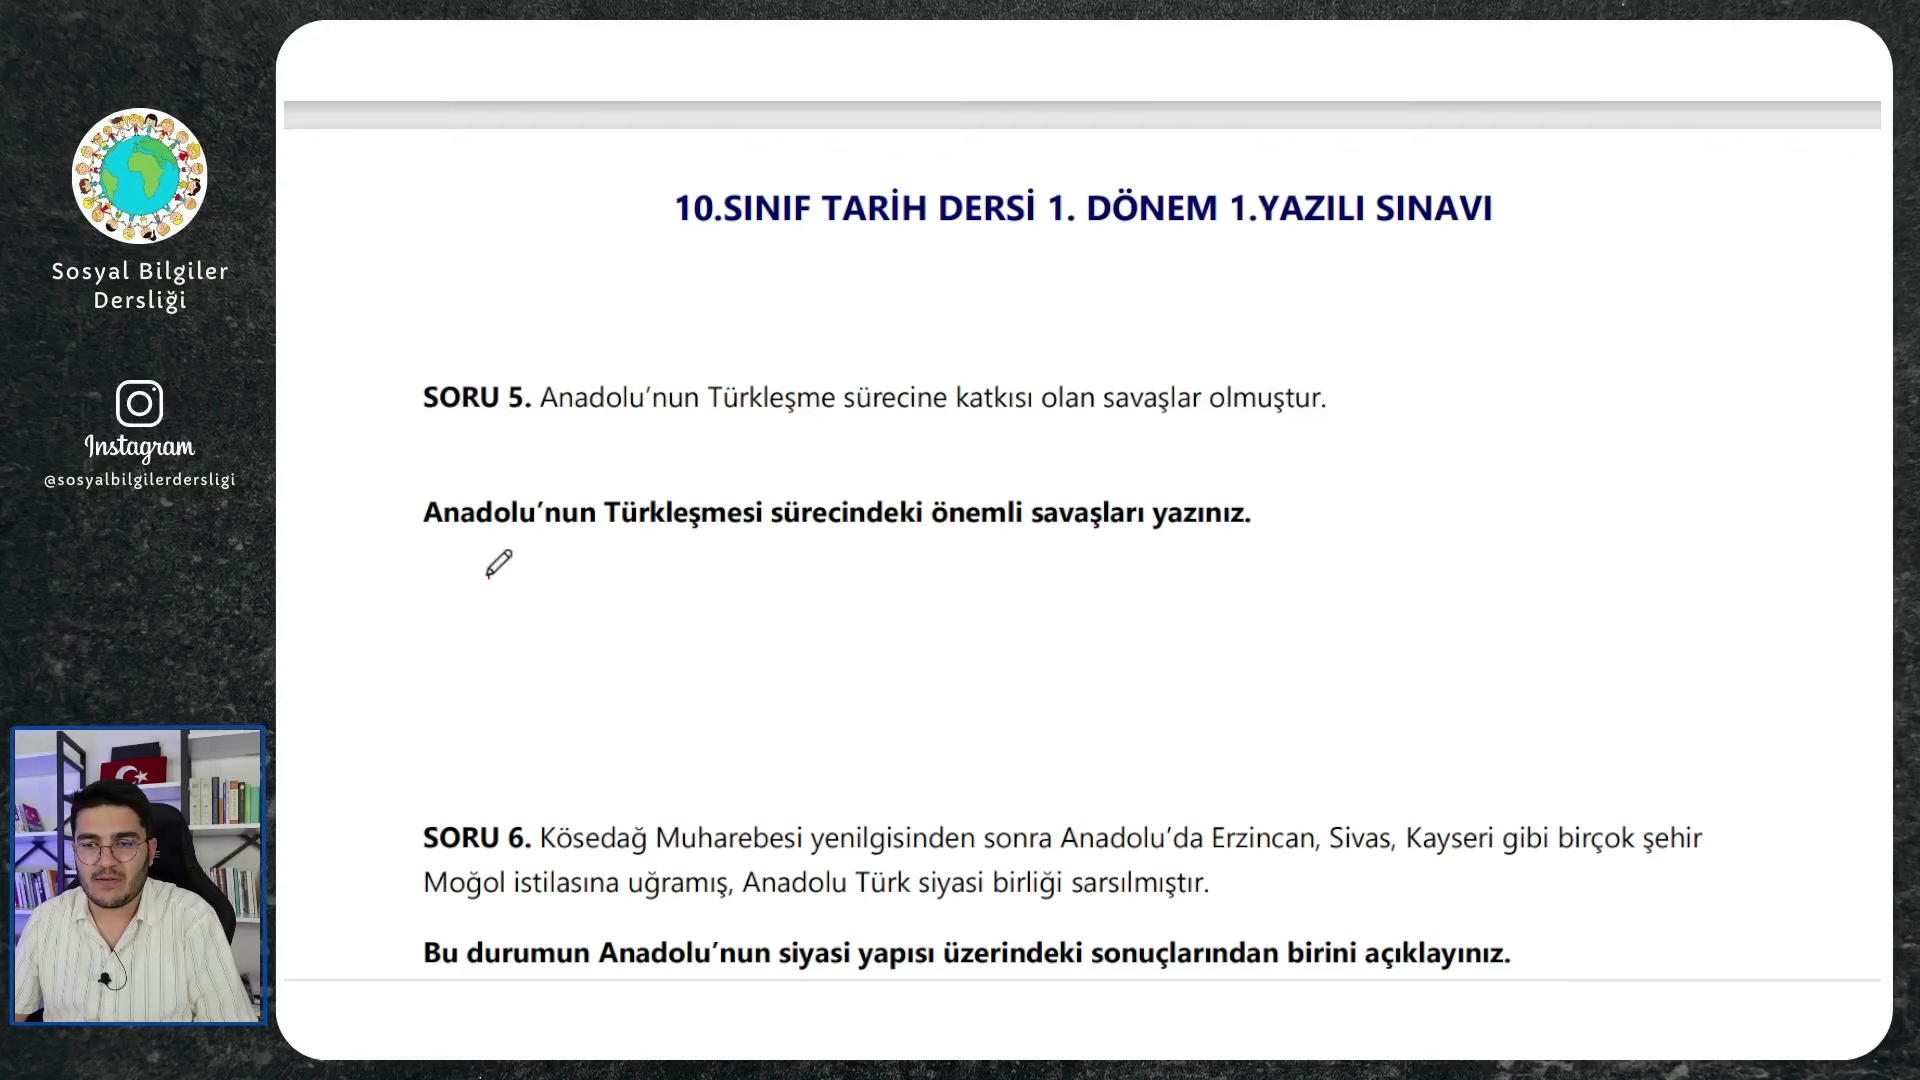 Sosyal Bilgiler
Dersliği
Instagram
@sosyalbilgilerdersligi
10.SINIF TARİH DERSİ 1. DÖNEM 1.YAZILI SINAVI
SORU 5. Anadolu’nun Türkleşme sürecine katkısı olan savaşlar olmuştur.
Anadolu’nun Türkleşmesi sürecindeki önemli savaşları yazınız.
SORU 6. Kösedağ Muharebesi yenilgisinden sonra Anadolu’da Erzincan, Sivas, Kayseri gibi birçok şehir
Moğol istilasına uğramış, Anadolu Türk siyasi birliği sarsılmıştır.
Bu durumun Anadolu’nun siyasi yapısı üzerindeki sonuçlarından birini açıklayınız.